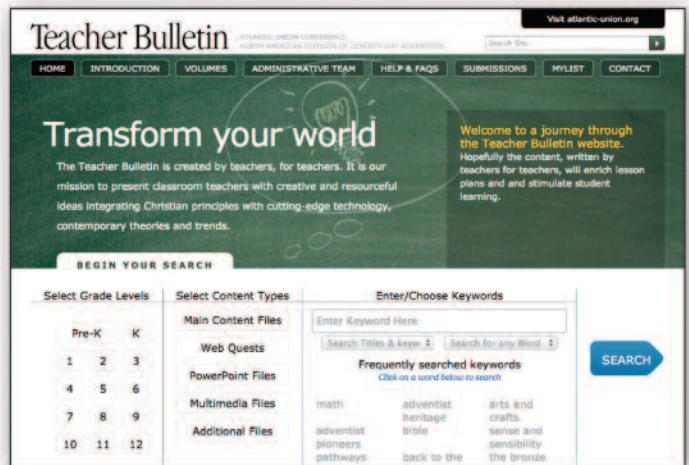 Visit atlantic-union.org
Teacher Bulletin
ATLANTIC UNION CONFERENCE
NORTH AMERICAN DIVISION OF SEVENTH-DAY ADVENTISTS
Search Site
HOME INTRODUCTION VOLUMES ADMINISTRATIVE TEAM HELP & FAQS SUBMISSIONS MYLIST CONTACT
Transform your world
The Teacher Bulletin is created by teachers, for teachers. It is our
mission to present classroom teachers with creative and resourceful
ideas integrating Christian principles with cutting-edge technology,
contemporary theories and trends.
Welcome to a journey through
the Teacher Bulletin website.
Hopefully the content, written by
teachers for teachers, will enrich lesson
plans and and stimulate student
learning.
BEGIN YOUR SEARCH
Select Grade Levels
Pre-K K
1 2 3
4 5 6
7 8 9
10 11 12
Select Content Types
Main Content Files
Web Quests
PowerPoint Files
Multimedia Files
Additional Files
Enter/Choose Keywords
Enter Keyword Here
Search Titles & keyw Search for any Word
Frequently searched keywords
Click on a word below to search
math adventist heritage arts and crafts
adventist pioneers bible sense and sensibility
pathways back to the the bronze
SEARCH